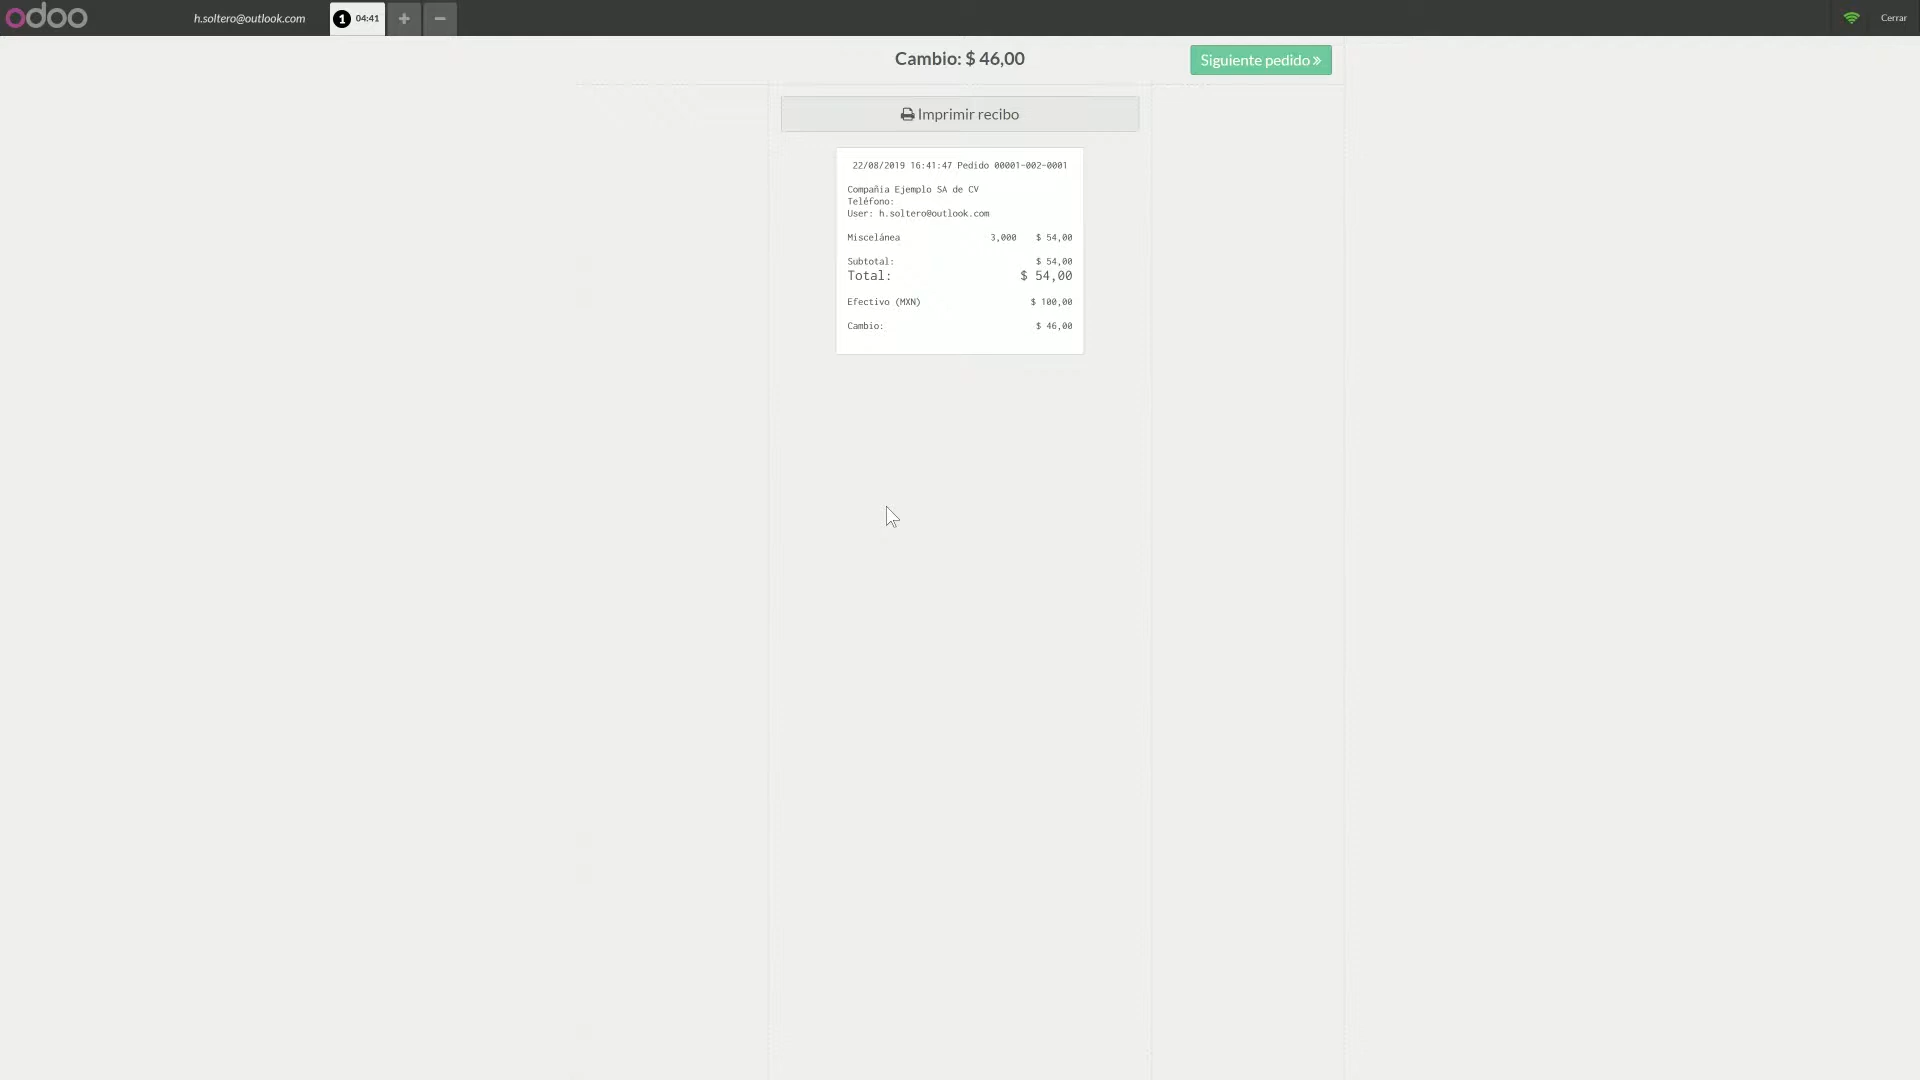 odoo h.soltero@outlook.com 1 04:41 Cerrar
Cambio: $ 46,00 Siguiente pedido
Imprimir recibo
22/08/2019 16:41:47 Pedido 00001-002-0001
Compañia Ejemplo SA de CV
Teléfono:
User: h.soltero@outlook.com
Miscelánea 3,000 $ 54,00
Subtotal: $ 54,00
Total: $ 54,00
Efectivo (MXN) $ 100,00
Cambio: $ 46,00